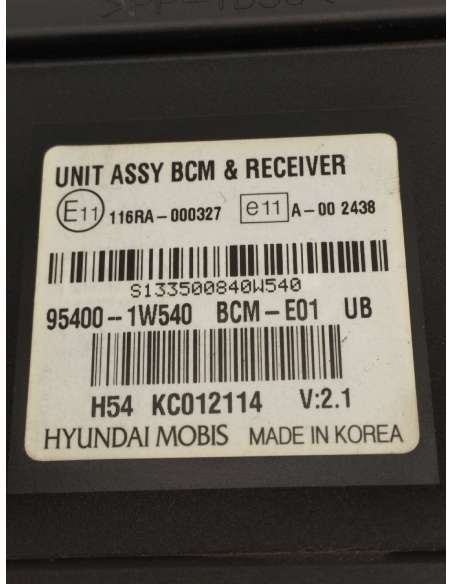 UNIT ASSY BCM & RECEIVER
E11 116RA-000327 e11 A-00 2438
S133500840W540
95400-1W540 BCM-E01 UB
H54 KC012114 V:2.1
HYUNDAI MOBIS MADE IN KOREA